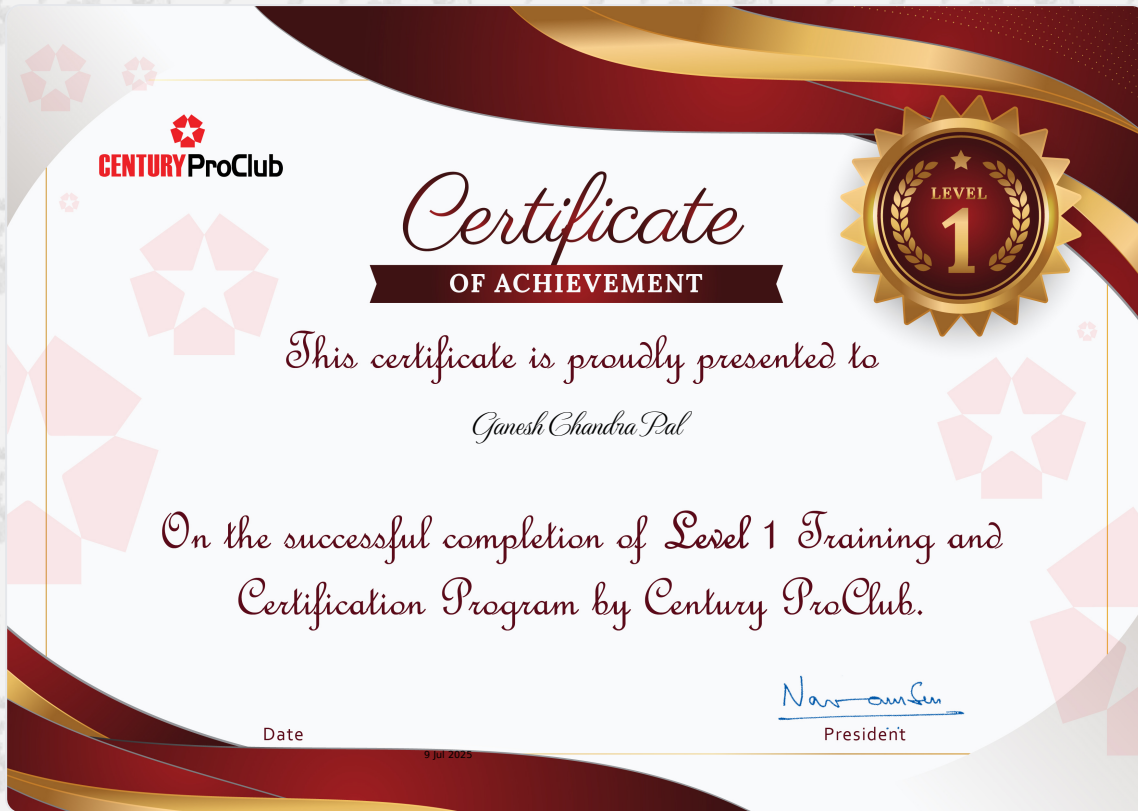 CENTURY ProClub
LEVEL
1
Certificate
OF ACHIEVEMENT
This certificate is proudly presented to
Ganesh Chandra Pal
On the successful completion of Level 1 Training and
Certification Program by Century ProClub.
Date
President
9 Jul 2025